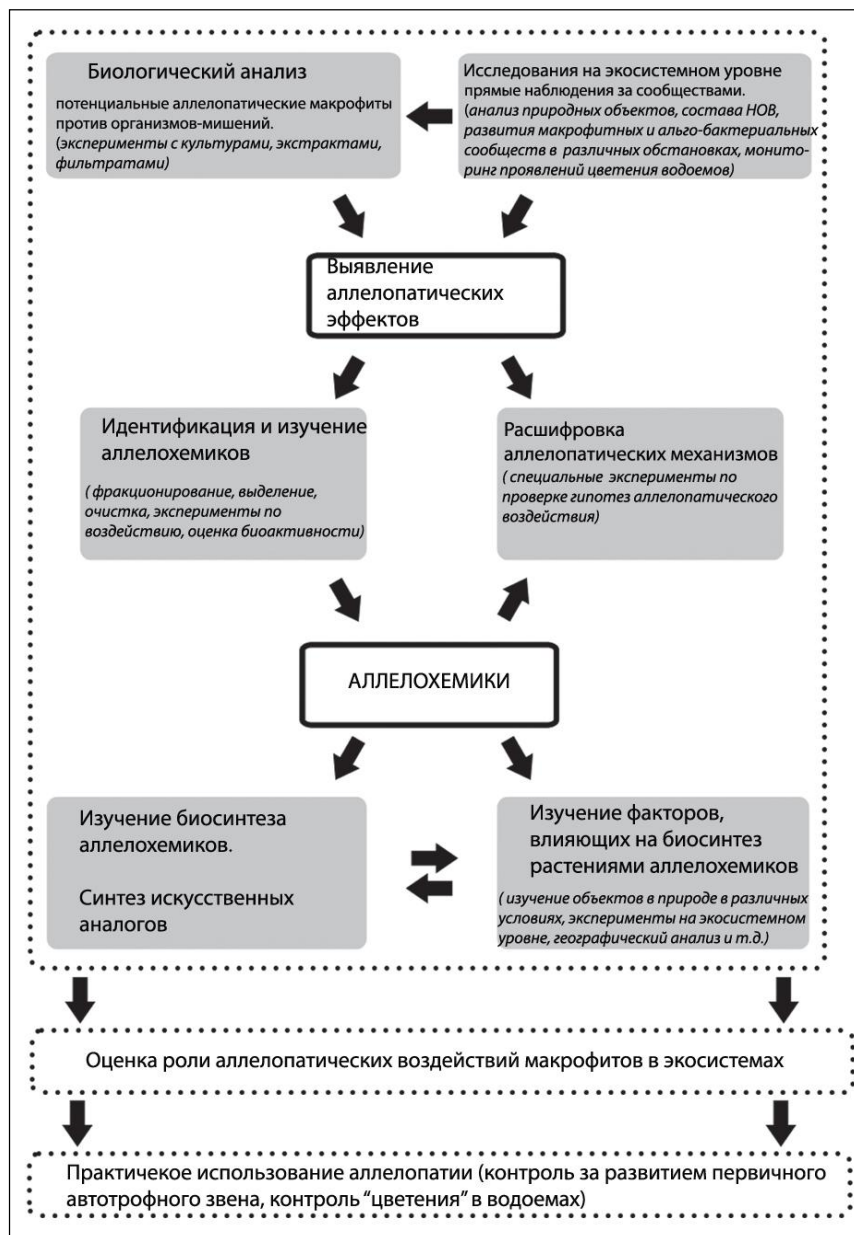 Биологический анализ
потенциальные аллелопатические макрофиты
против организмов-мишений.
(эксперименты с культурами, экстрактами,
фильтратами)
Исследования на экосистемном уровне
прямые наблюдения за сообществами.
(анализ природных объектов, состава НОВ,
развития макрофитных и альго-бактериальных
сообществ в различных обстановках, монито-
ринг проявлений цветения водоемов)
Выявление
аллелопатических
эффектов
Идентификация и изучение
аллелохемиков
( фракционирование, выделение,
очистка, эксперименты по
воздействию, оценка биоактивности)
Расшифровка
аллелопатических механизмов
( специальные эксперименты по
проверке гипотез аллелопатического
воздействия)
АЛЛЕЛОХЕМИКИ
Изучение биосинтеза
аллелохемиков.
Синтез искусственных
аналогов
Изучение факторов,
влияющих на биосинтез
растениями аллелохемиков
( изучение объектов в природе в различных
условиях, эксперименты на экосистемном
уровне, географический анализ и т.д.)
Оценка роли аллелопатических воздействий макрофитов в экосистемах
Практичекое использование аллелопатии (контроль за развитием первичного
автотрофного звена, контроль “цветения” в водоемах)